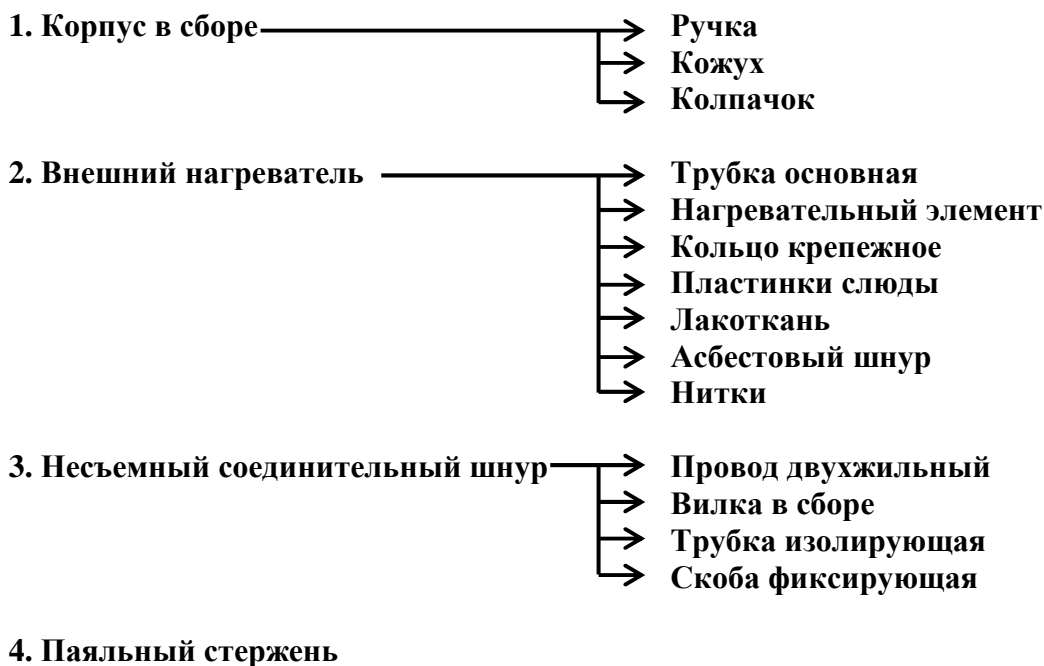 1. Корпус в сборе Ручка
Кожух
Колпачок
2. Внешний нагреватель Трубка основная
Нагревательный элемент
Кольцо крепежное
Пластинки слюды
Лакоткань
Асбестовый шнур
Нитки
3. Несъемный соединительный шнур Провод двухжильный
Вилка в сборе
Трубка изолирующая
Скоба фиксирующая
4. Паяльный стержень